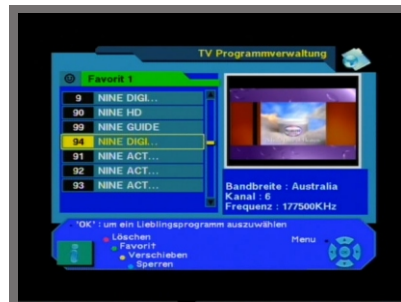 TV Programmverwaltung
Favorit 1
9 NINE DIGI...
90 NINE HD
99 NINE GUIDE
94 NINE DIGI...
91 NINE ACT...
92 NINE ACT...
93 NINE ACT...
Bandbreite : Australia
Kanal : 6
Frequenz : 177500KHz
'OK' : um ein Lieblingsprogramm auszuwählen
Löschen
Favorit
Verschieben
Sperren
Menu